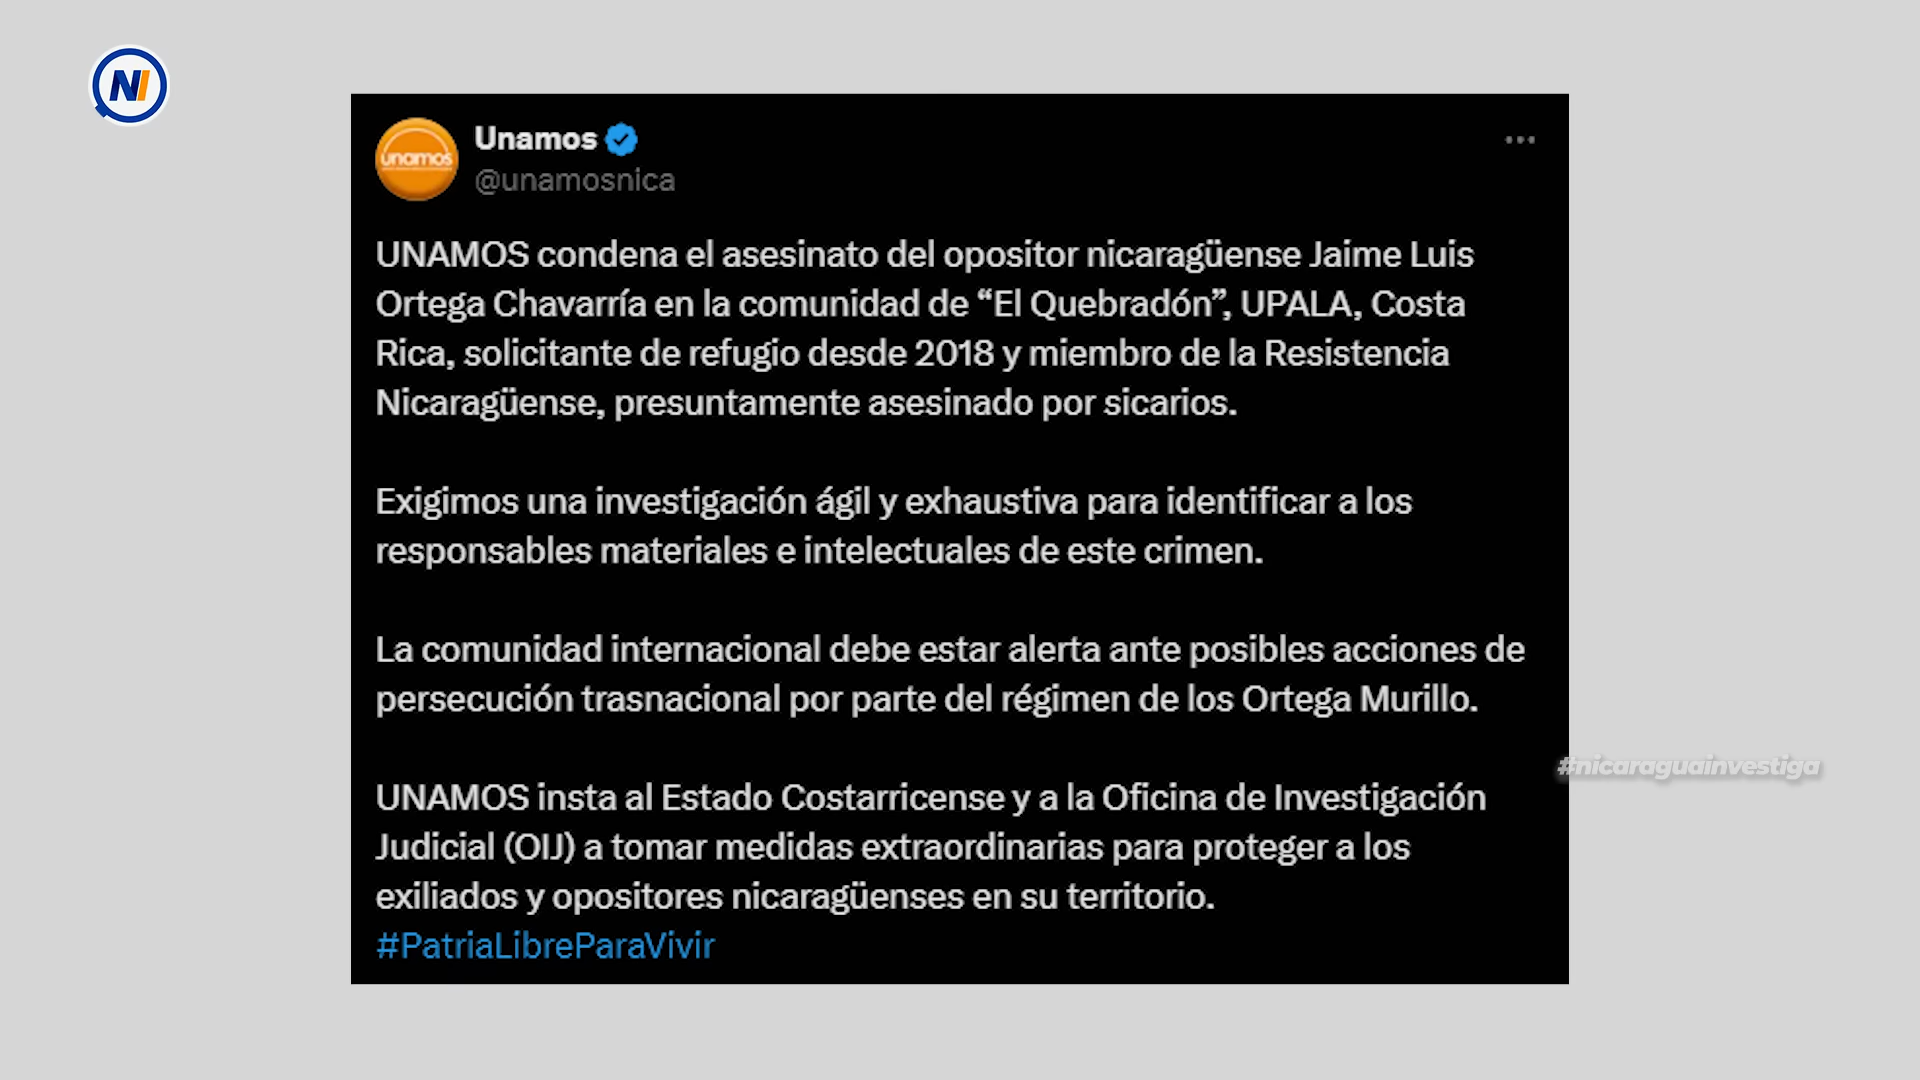 NI
Unamos
@unamosnica
unamos
UNAMOS condena el asesinato del opositor nicaragüense Jaime Luis
Ortega Chavarría en la comunidad de “El Quebradón”, UPALA, Costa
Rica, solicitante de refugio desde 2018 y miembro de la Resistencia
Nicaragüense, presuntamente asesinado por sicarios.
Exigimos una investigación ágil y exhaustiva para identificar a los
responsables materiales e intelectuales de este crimen.
La comunidad internacional debe estar alerta ante posibles acciones de
persecución trasnacional por parte del régimen de los Ortega Murillo.
#nicaraguainvestiga
UNAMOS insta al Estado Costarricense y a la Oficina de Investigación
Judicial (OIJ) a tomar medidas extraordinarias para proteger a los
exiliados y opositores nicaragüenses en su territorio.
#PatriaLibreParaVivir